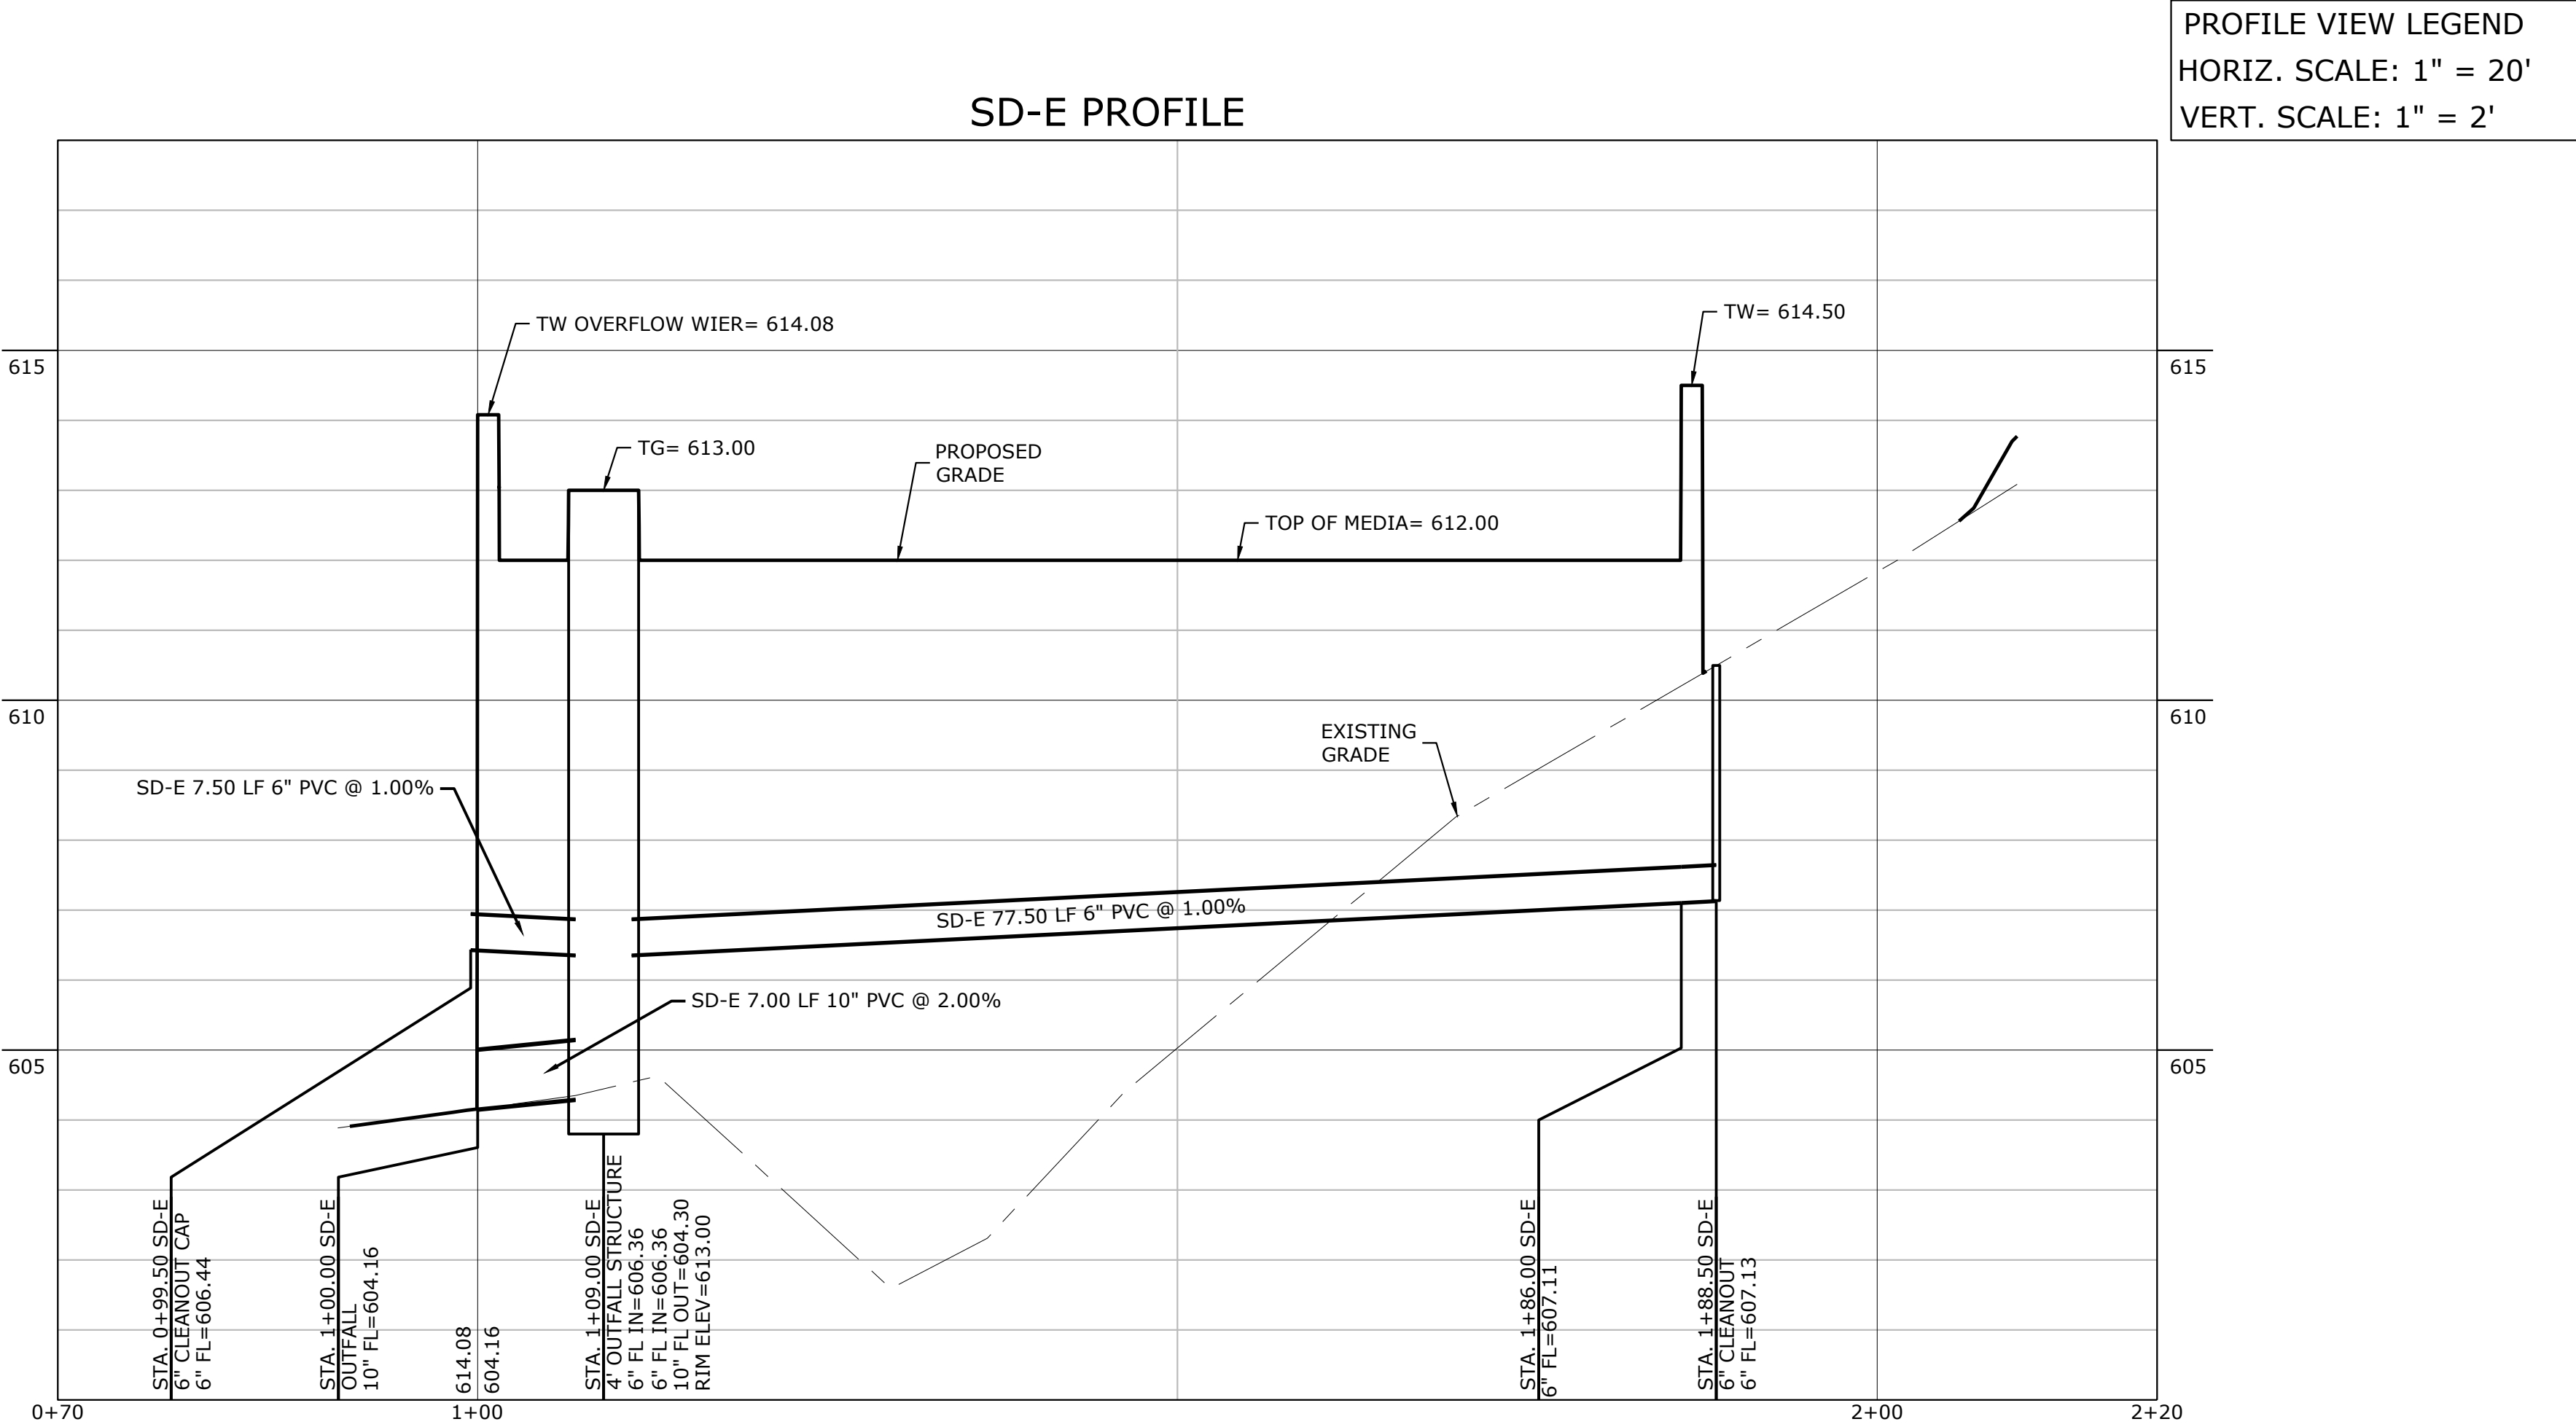 PROFILE VIEW LEGEND
HORIZ. SCALE: 1" = 20'
VERT. SCALE: 1" = 2'
SD-E PROFILE
TW OVERFLOW WIER= 614.08
TW= 614.50
615
615
TG= 613.00
PROPOSED
GRADE
TOP OF MEDIA= 612.00
610
610
EXISTING
GRADE
SD-E 7.50 LF 6" PVC @ 1.00%
SD-E 77.50 LF 6" PVC @ 1.00%
SD-E 7.00 LF 10" PVC @ 2.00%
605
605
STA. 0+99.50 SD-E
6" CLEANOUT CAP
6" FL=606.44
STA. 1+00.00 SD-E
OUTFALL
10" FL=604.16
614.08
604.16
STA. 1+09.00 SD-E
4' OUTFALL STRUCTURE
6" FL IN=606.36
6" FL IN=606.36
10" FL OUT=604.30
RIM ELEV=613.00
STA. 1+86.00 SD-E
6" FL=607.11
STA. 1+88.50 SD-E
6" CLEANOUT
6" FL=607.13
0+70
1+00
2+00
2+20